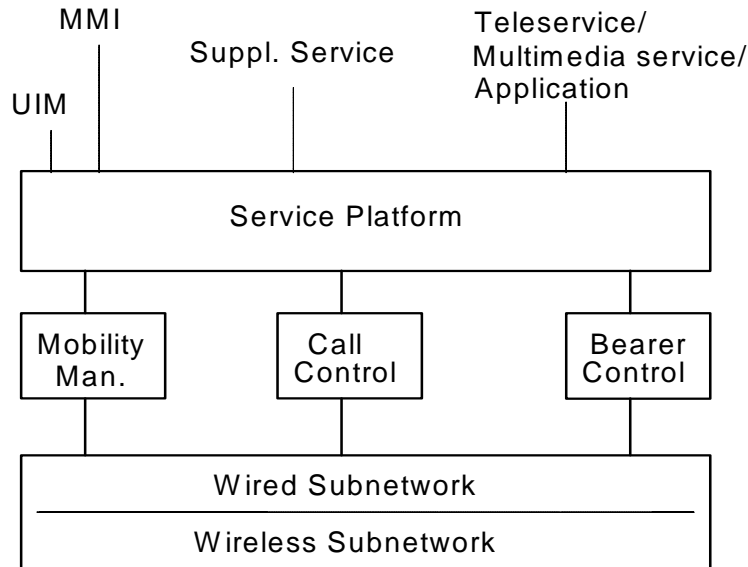 MMI
Suppl. Service
Teleservice/
Multimedia service/
Application
UIM
Service Platform
Mobility
Man.
Call
Control
Bearer
Control
Wired Subnetwork
Wireless Subnetwork